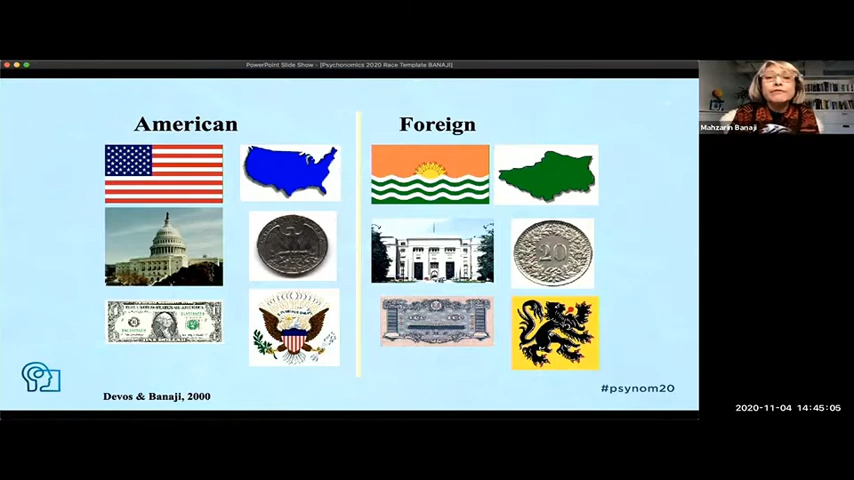 PowerPoint Slide Show - [Psychonomics 2020 Race Template BANAJI]
Mahzarin Banaji
American
Foreign
20
Devos & Banaji, 2000
#psynom20
2020-11-04 14:45:05